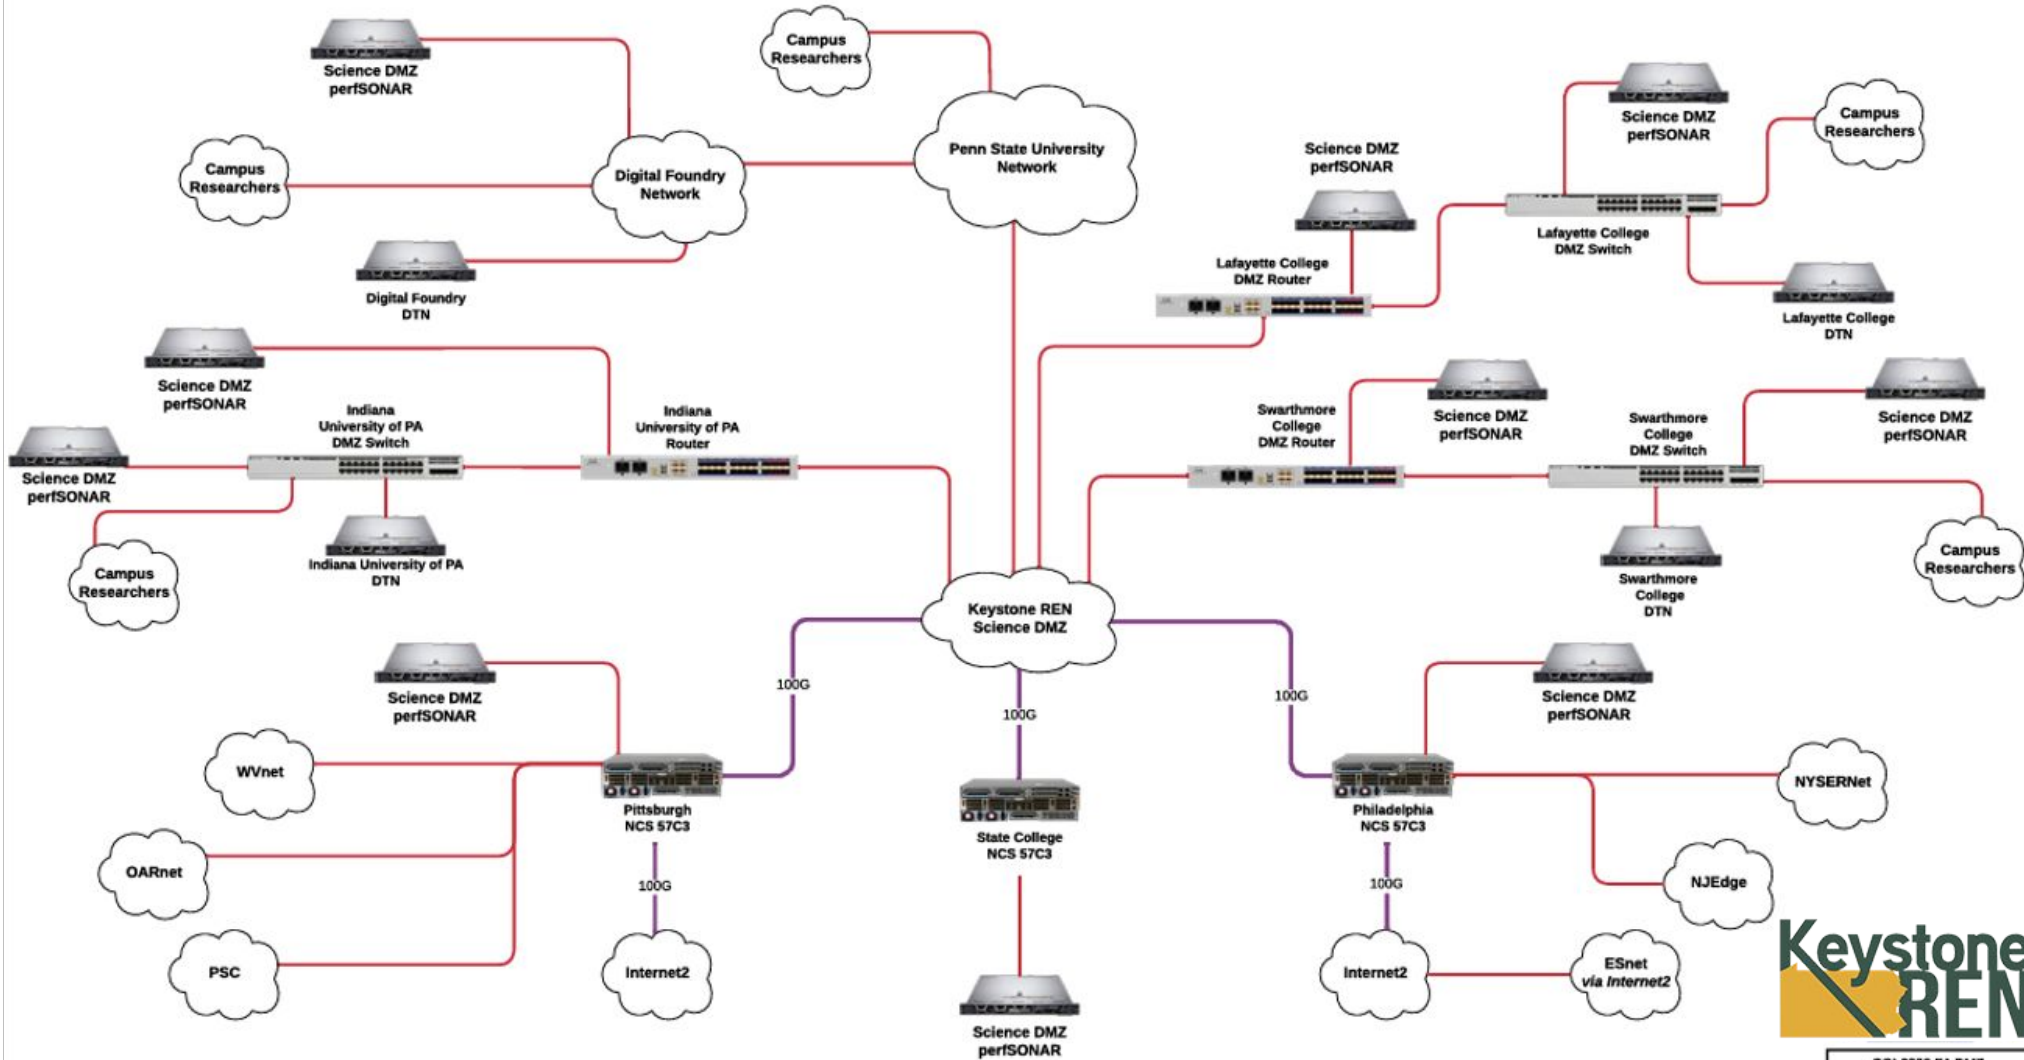 Campus
Researchers
Science DMZ
perfSONAR
Penn State University
Network
Campus
Researchers
Digital Foundry
Network
Digital Foundry
DTN
Science DMZ
perfSONAR
Campus
Researchers
Science DMZ
perfSONAR
Lafayette College
DMZ Switch
Lafayette College
DMZ Router
Lafayette College
DTN
Science DMZ
perfSONAR
Indiana
University of PA
DMZ Switch
Indiana
University of PA
Router
Science DMZ
perfSONAR
Indiana University of PA
DTN
Campus
Researchers
Swarthmore
College
DMZ Router
Science DMZ
perfSONAR
Swarthmore
College
DMZ Switch
Science DMZ
perfSONAR
Swarthmore
College
DTN
Campus
Researchers
Keystone REN
Science DMZ
100G
100G
100G
Science DMZ
perfSONAR
WVnet
OARnet
PSC
Pittsburgh
NCS 57C3
100G
Internet2
State College
NCS 57C3
Science DMZ
perfSONAR
Science DMZ
perfSONAR
Philadelphia
NCS 57C3
100G
Internet2
ESnet
via Internet2
NYSERNet
NJEdge
Keystone
REN